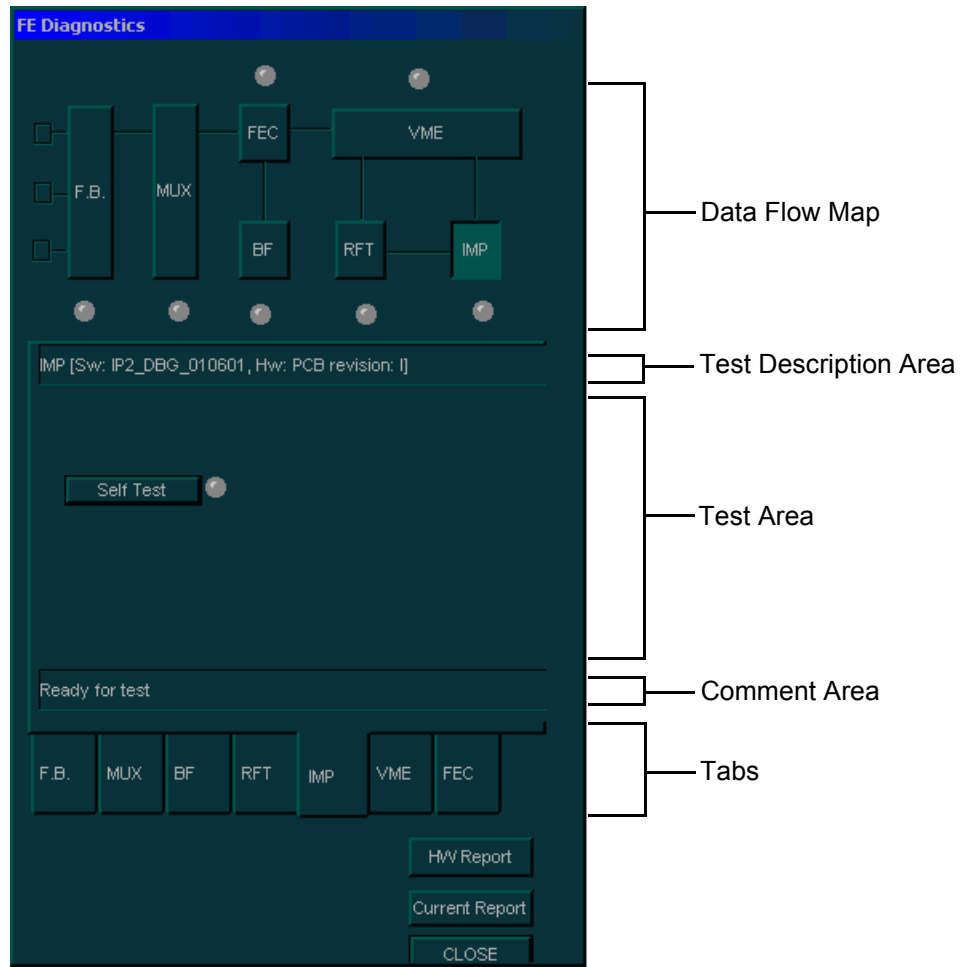 FE Diagnostics
FEC
VME
F.B.
MUX
BF
RFT
IMP
Data Flow Map
IMP [Sw: IP2_DBG_010601, Hw: PCB revision: I]
Test Description Area
Self Test
Test Area
Ready for test
Comment Area
F.B. MUX BF RFT IMP VME FEC
Tabs
HW Report
Current Report
CLOSE